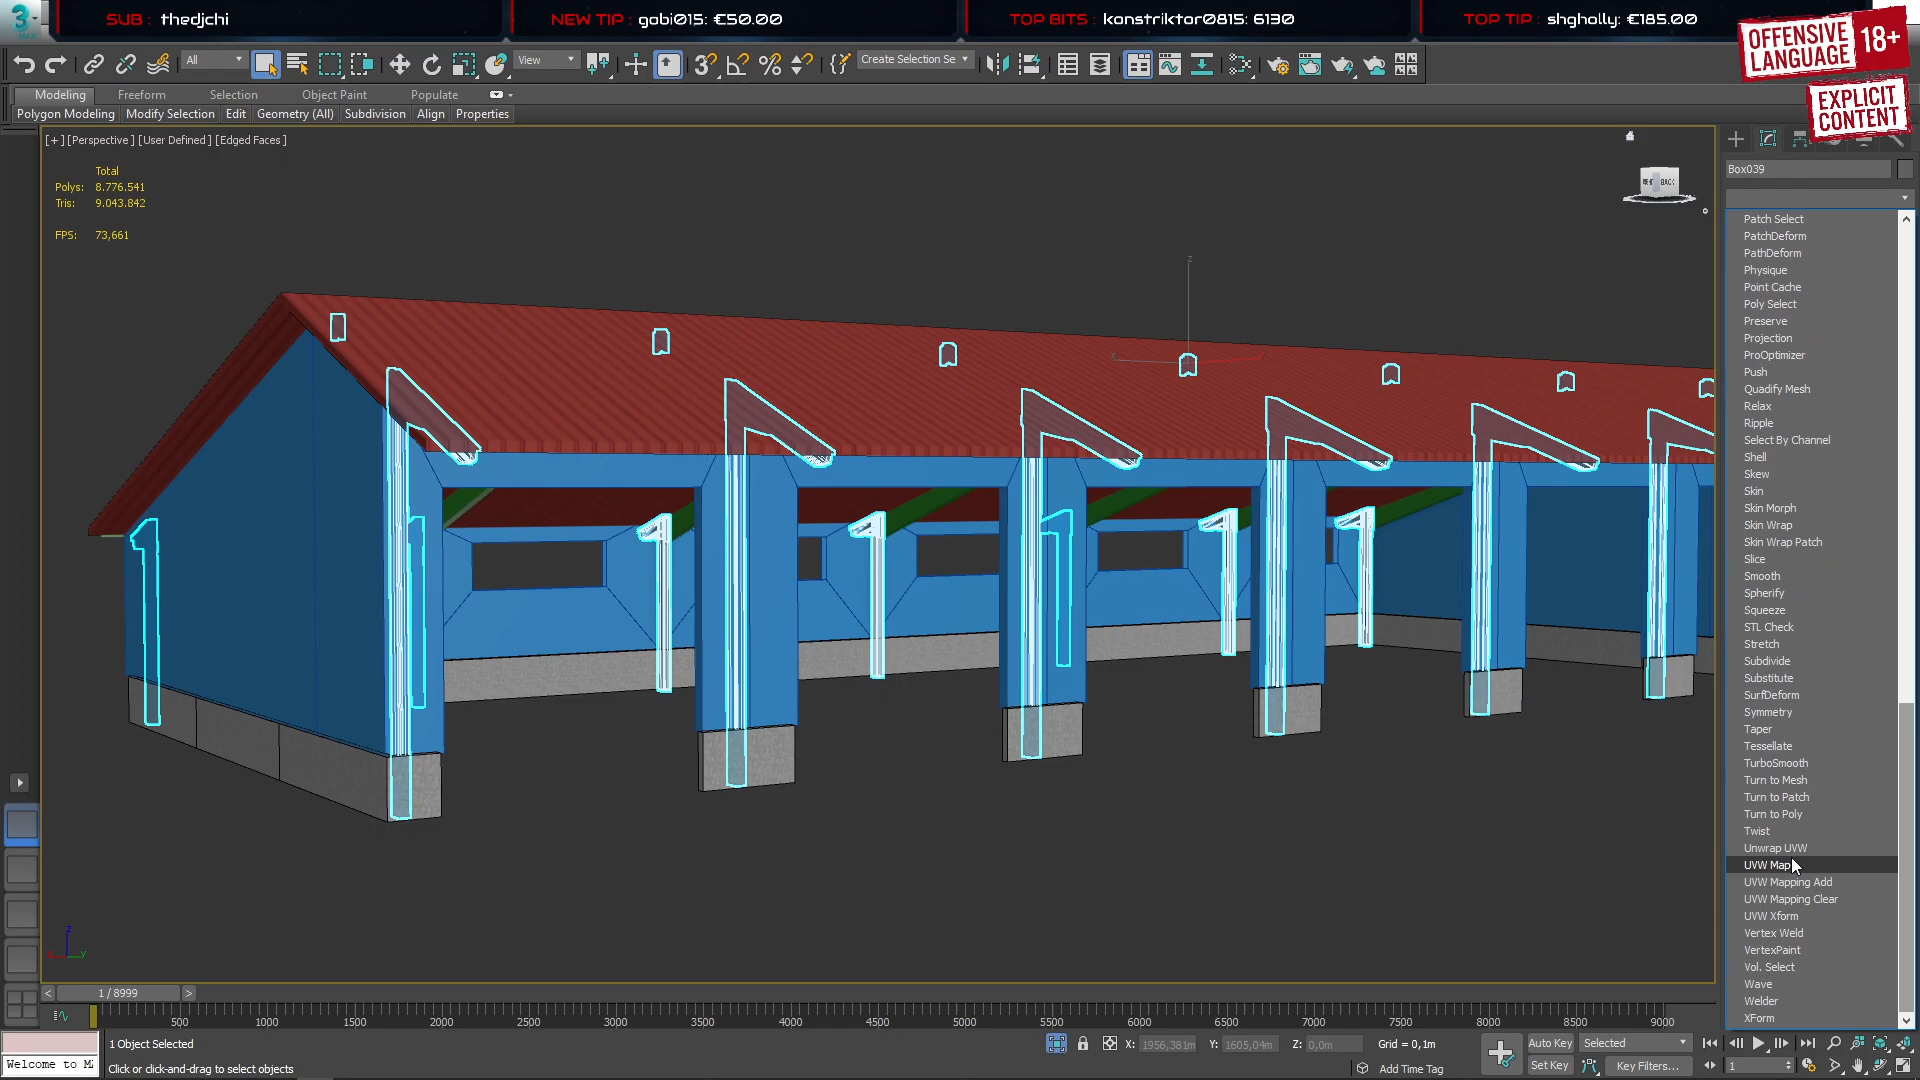 SUB : thedjchi
NEW TIP : gabi015: €50.00
TOP BITS : konstriktor0815: 6130
TOP TIP : shgholly: €185.00
OFFENSIVE LANGUAGE 18+
EXPLICIT CONTENT
All
View
Create Selection Se
Modeling Freeform Selection Object Paint Populate
Polygon Modeling Modify Selection Edit Geometry (All) Subdivision Align Properties
[+] [Perspective ] [User Defined ] [Edged Faces ]
Total
Polys: 8.776.541
Tris: 9.043.842
FPS: 73,661
BACK
z
x
Box039
Patch Select
PatchDeform
PathDeform
Physique
Point Cache
Poly Select
Preserve
Projection
ProOptimizer
Push
Quadify Mesh
Relax
Ripple
Select By Channel
Shell
Skew
Skin
Skin Morph
Skin Wrap
Skin Wrap Patch
Slice
Smooth
Spherify
Squeeze
STL Check
Stretch
Subdivide
Substitute
SurfDeform
Symmetry
Taper
Tessellate
TurboSmooth
Turn to Mesh
Turn to Patch
Turn to Poly
Twist
Unwrap UVW
UVW Map
UVW Mapping Add
UVW Mapping Clear
UVW Xform
Vertex Weld
VertexPaint
Vol. Select
Wave
Welder
XForm
z
x y
< 1 / 8999 >
500 1000 1500 2000 2500 3000 3500 4000 4500 5000 5500 6000 6500 7000 7500 8000 8500 9000
1 Object Selected
X: 1956,381m Y: 1605,04m Z: 0,0m Grid = 0,1m
Auto Key Selected
Welcome to M
Click or click-and-drag to select objects
Add Time Tag
Set Key Key Filters...
1